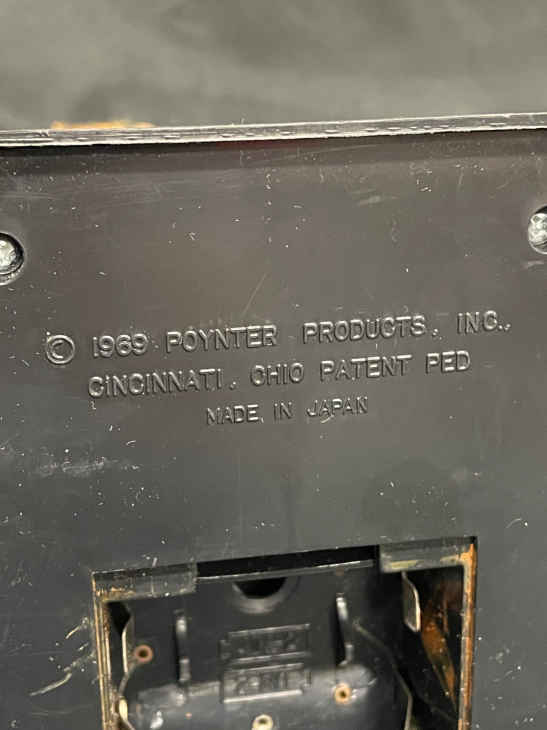 © 1969 POYNTER PRODUCTS, INC.,
CINCINNATI, OHIO PATENT PED
MADE IN JAPAN